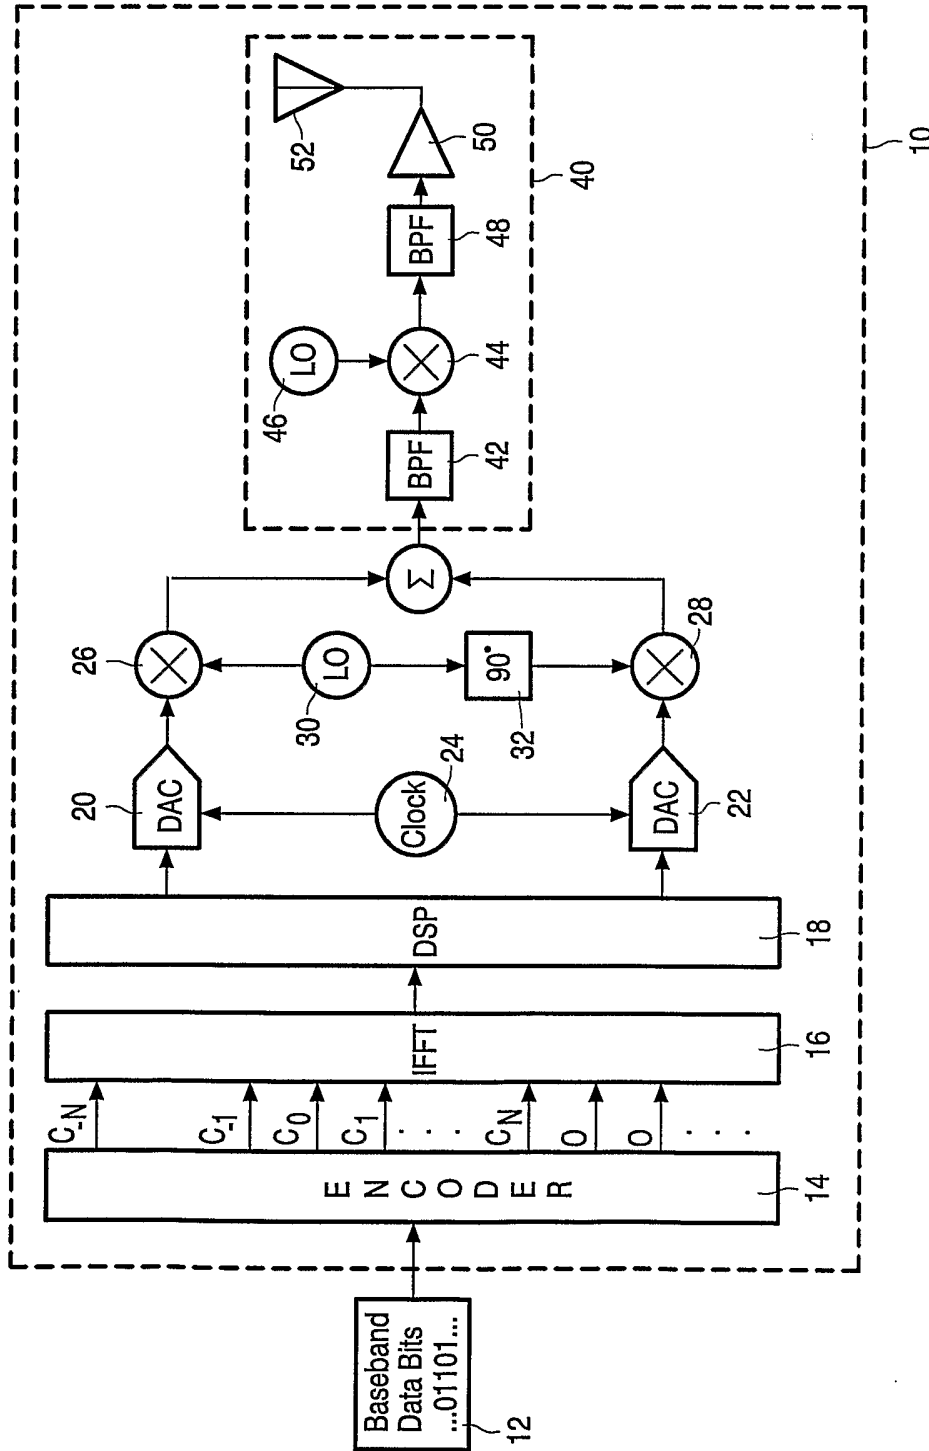 Baseband
Data Bits
...01101...
12
ENCODER
14
C-N
C-1
C0
C1
. . .
CN
0
0
. . .
IFFT
16
DSP
18
20
DAC
Clock
24
DAC
22
26
30
LO
90°
32
28
Σ
BPF
42
46
LO
44
BPF
48
50
52
40
10